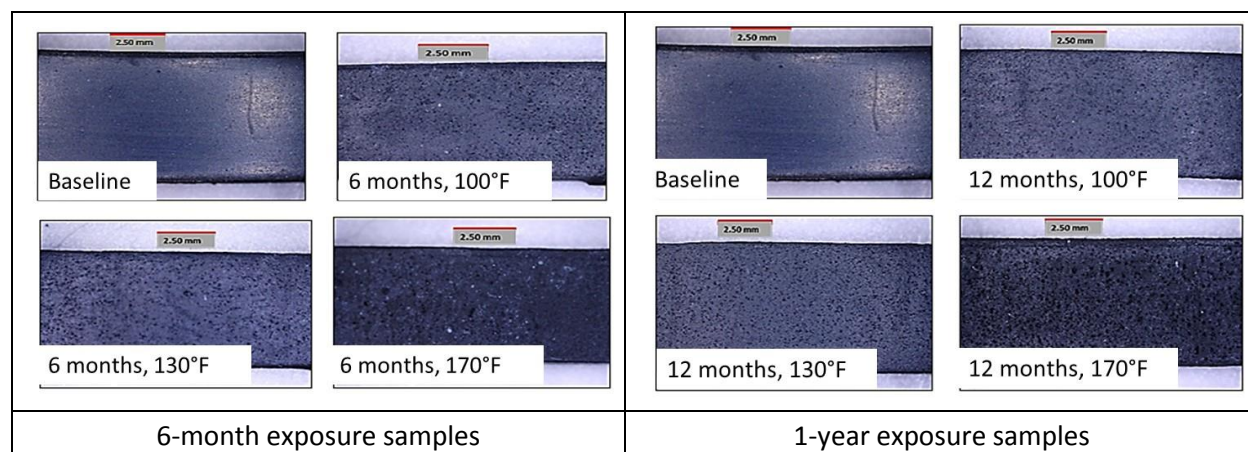 2.50 mm
2.50 mm
Baseline
6 months, 100°F
2.50 mm
2.50 mm
6 months, 130°F
6 months, 170°F
6-month exposure samples
2.50 mm
2.50 mm
Baseline
12 months, 100°F
2.50 mm
2.50 mm
12 months, 130°F
12 months, 170°F
1-year exposure samples